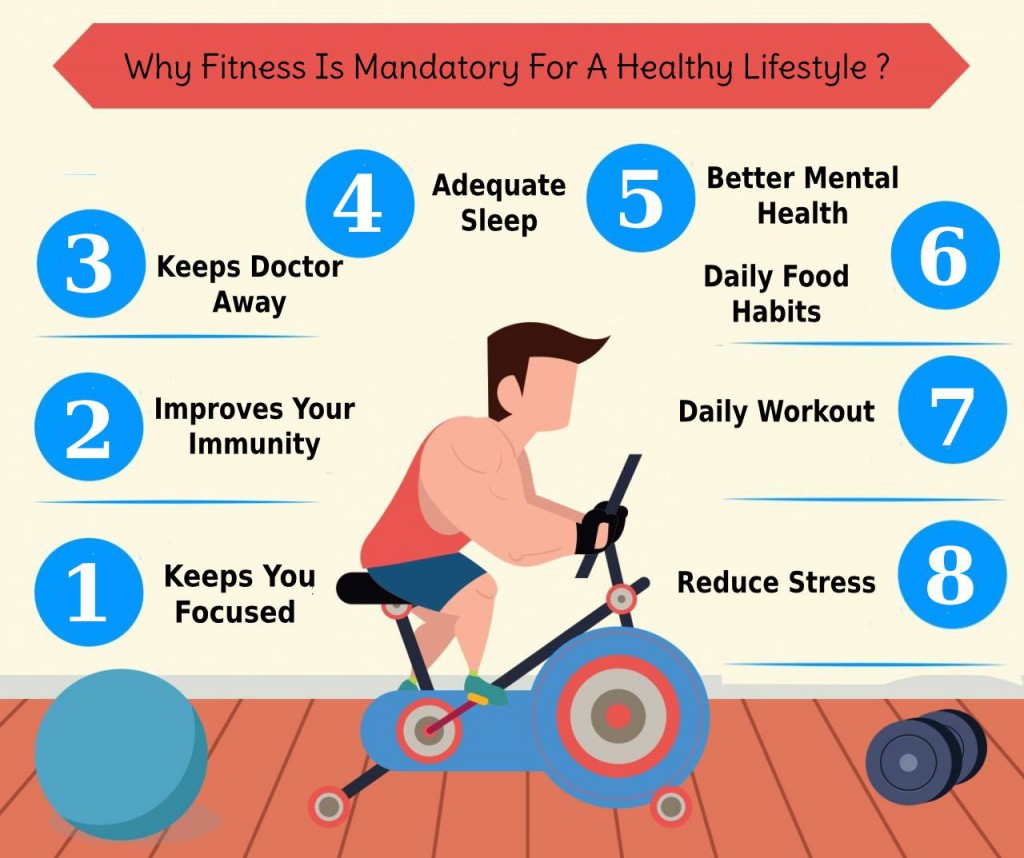 Why Fitness Is Mandatory For A Healthy Lifestyle ?
1
Keeps You
Focused
2
Improves Your
Immunity
3
Keeps Doctor
Away
4
Adequate
Sleep
5
Better Mental
Health
6
Daily Food
Habits
7
Daily Workout
8
Reduce Stress